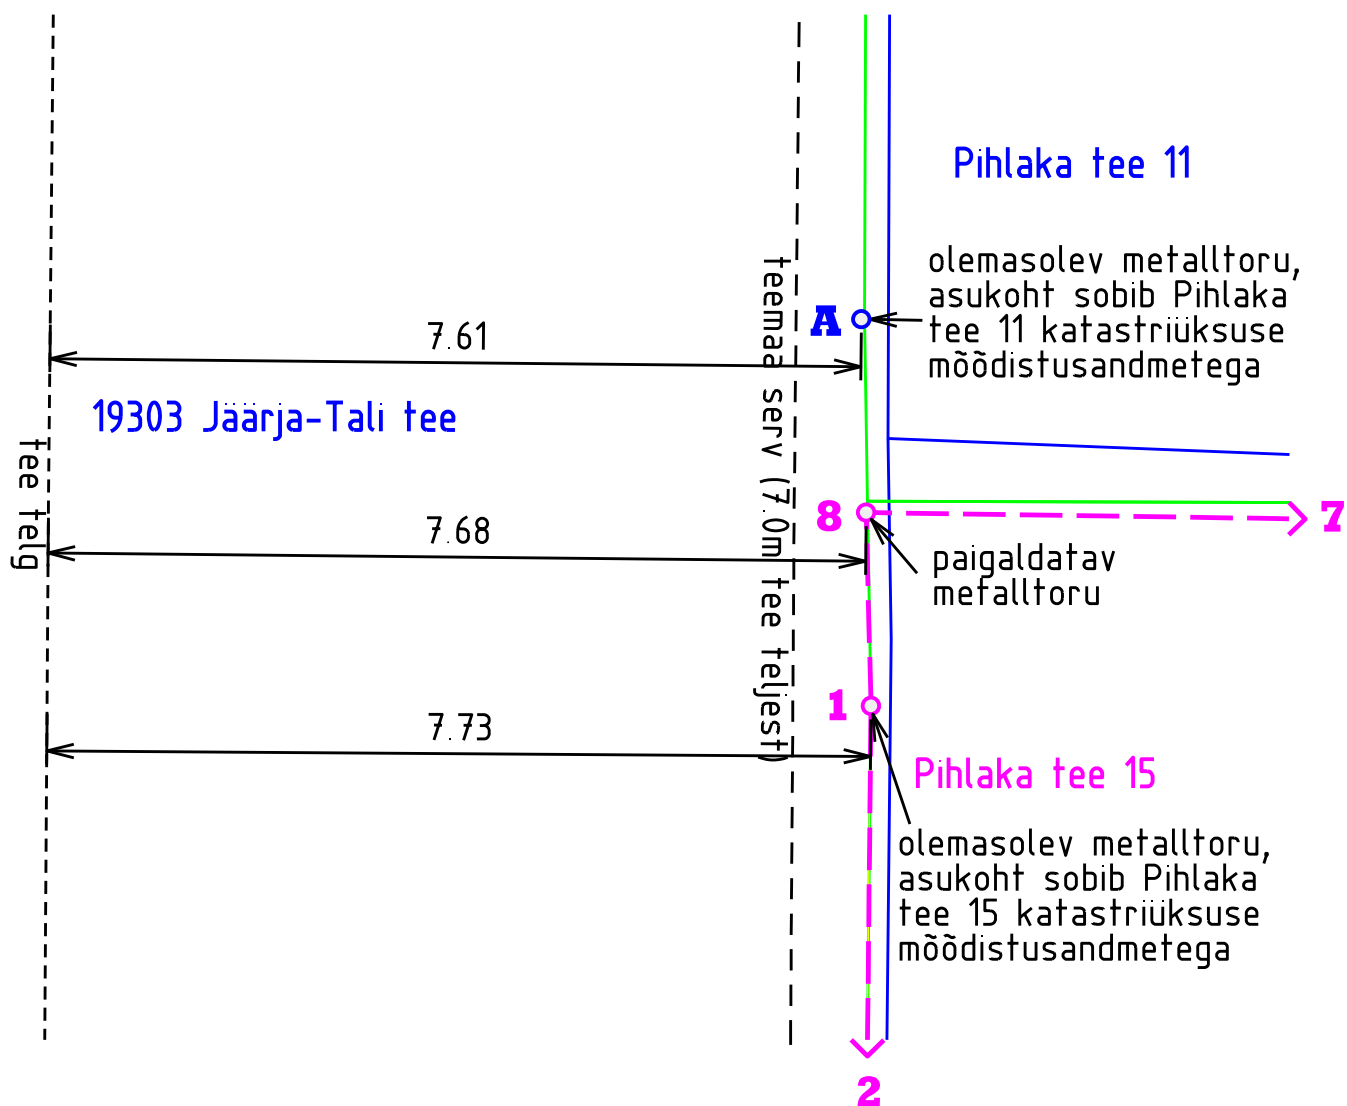 Pihlaka tee 11
olemasolev metalltoru,
asukoht sobib Pihlaka
tee 11 katastriüksuse
mõõdistusandmetega
A
7.61
19303 Jäärja-Tali tee
tee telg
teemaa serv (7.0m tee teljest)
7.68
8
7
paigaldatav
metalltoru
7.73
1
Pihlaka tee 15
olemasolev metalltoru,
asukoht sobib Pihlaka
tee 15 katastriüksuse
mõõdistusandmetega
2